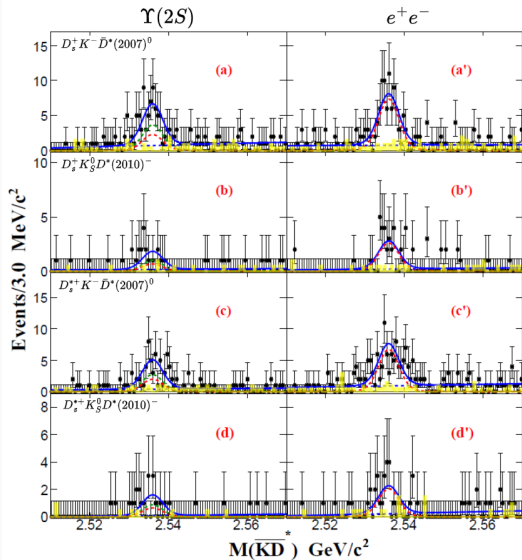 ϒ(2S) e⁺e⁻
D_s⁺K⁻D̄*(2007)⁰
(a) (a')
15
10
5
0
D_s⁺K_S⁰D*(2010)⁻
(b) (b')
10
5
0
D_s*⁺K⁻D̄*(2007)⁰
(c) (c')
15
10
5
0
D_s*⁺K_S⁰D*(2010)⁻
(d) (d')
8
6
4
2
0
2.52 2.54 2.56 2.52 2.54 2.56
Events/3.0 MeV/c²
M(K̄D̄*) GeV/c²